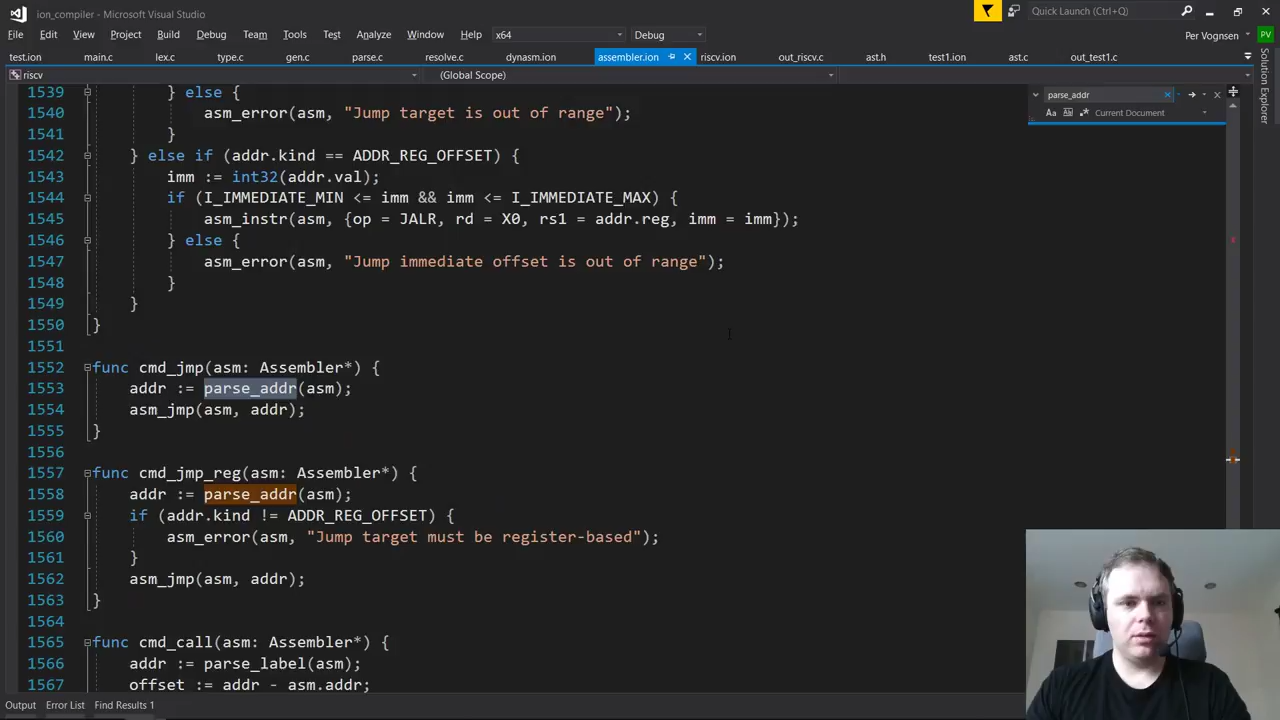 ion_compiler - Microsoft Visual Studio
Quick Launch (Ctrl+Q)
File Edit View Project Build Debug Team Tools Test Analyze Window Help x64 Debug Per Vognsen PV
test.ion main.c lex.c type.c gen.c parse.c resolve.c dynasm.ion assembler.ion riscv.ion out_riscv.c ast.h test1.ion ast.c out_test1.c
riscv (Global Scope)
Solution Explorer
parse_addr
Aa Current Document
1539 } else {
1540 asm_error(asm, "Jump target is out of range");
1541 }
1542 } else if (addr.kind == ADDR_REG_OFFSET) {
1543 imm := int32(addr.val);
1544 if (I_IMMEDIATE_MIN <= imm && imm <= I_IMMEDIATE_MAX) {
1545 asm_instr(asm, {op = JALR, rd = X0, rs1 = addr.reg, imm = imm});
1546 } else {
1547 asm_error(asm, "Jump immediate offset is out of range");
1548 }
1549 }
1550 }
1551
1552 func cmd_jmp(asm: Assembler*) {
1553 addr := parse_addr(asm);
1554 asm_jmp(asm, addr);
1555 }
1556
1557 func cmd_jmp_reg(asm: Assembler*) {
1558 addr := parse_addr(asm);
1559 if (addr.kind != ADDR_REG_OFFSET) {
1560 asm_error(asm, "Jump target must be register-based");
1561 }
1562 asm_jmp(asm, addr);
1563 }
1564
1565 func cmd_call(asm: Assembler*) {
1566 addr := parse_label(asm);
1567 offset := addr - asm.addr;
Output Error List Find Results 1